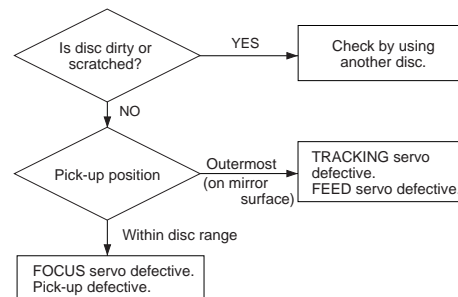 Is disc dirty or
scratched?
YES
Check by using
another disc.
NO
Pick-up position
Outermost
(on mirror
surface)
TRACKING servo
defective.
FEED servo defective.
Within disc range
FOCUS servo defective.
Pick-up defective.